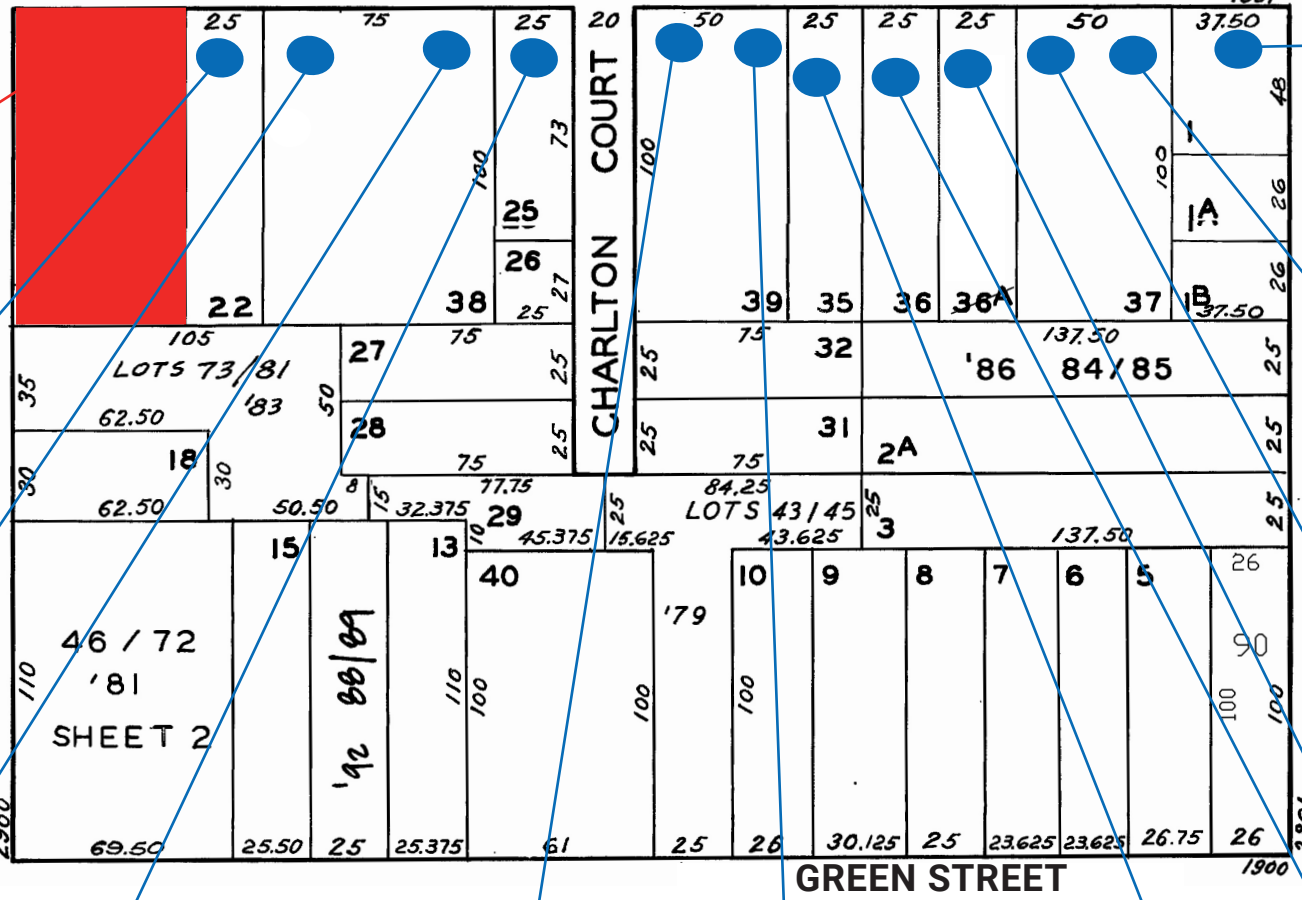 25 75 25 20 50 25 25 25 50 37.50
CHARLTON COURT
73 100 100 100 48
1
25 26
1A
26 27 25 26
22 38 39 35 36 36A 37 1B
37.50
105 75 75 137.50
27 32
LOTS 73/81 '86 84/85
35 '83 50 25 25 25
62.50
28 31 2A
18 30 30 25 25 25
75 75
8 77.75 84.25
62.50 50.50 15 32.375 29 25 LOTS 43/45 25 3 25
10 45.375 15.625 43.625 137.50
15 13 40 10 9 8 7 6 5 26
'79
46 / 72 90
'81
110 '92 88/89 110 100 100 100 100 100
SHEET 2
69.50 25.50 25 25.375 61 25 26 30.125 25 23.625 23.625 26.75 26
2900
1900
GREEN STREET